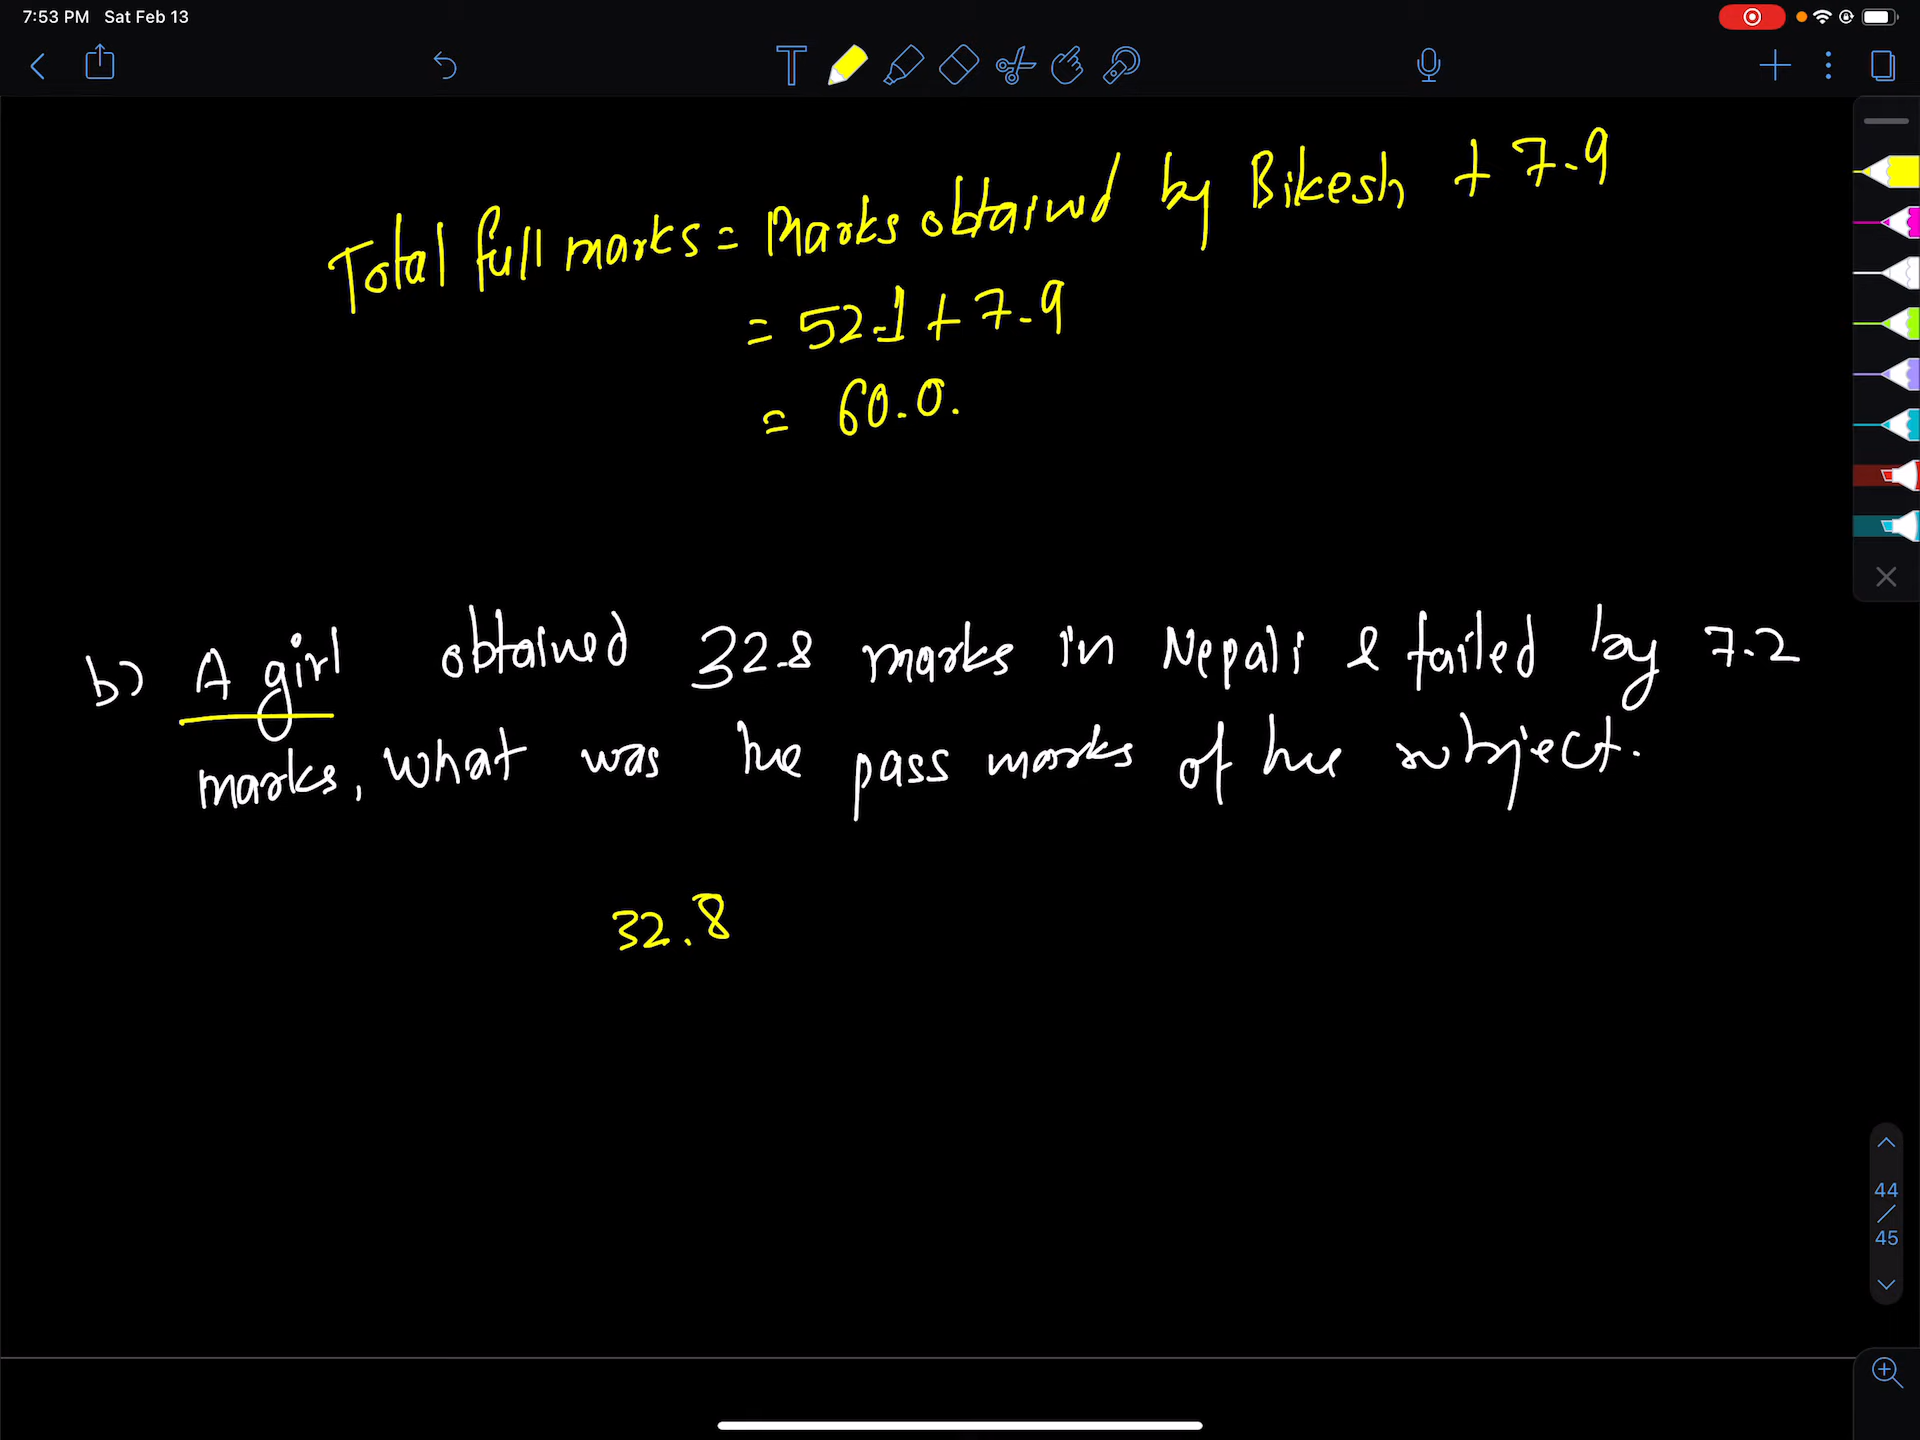 7:53 PM Sat Feb 13
T
Total full marks = Marks obtained by Bikesh + 7.9
= 52.1 + 7.9
= 60.0.
b) A girl obtained 32.8 marks in Nepali & failed by 7.2
marks, what was the pass marks of the subject.
32.8
44
/
45